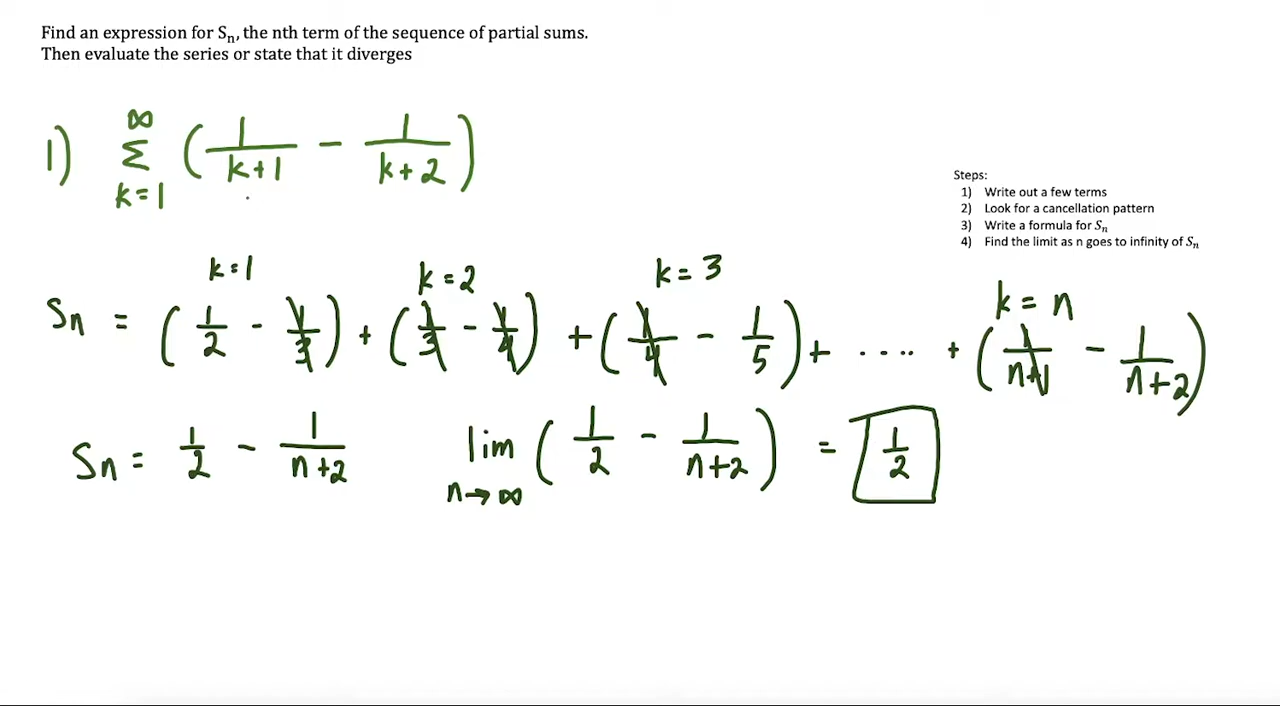 Find an expression for Sₙ, the nth term of the sequence of partial sums.
Then evaluate the series or state that it diverges
1) ∞ Σ k=1 ( 1/(k+1) - 1/(k+2) )
Steps:
1) Write out a few terms
2) Look for a cancellation pattern
3) Write a formula for Sₙ
4) Find the limit as n goes to infinity of Sₙ
k=1 k=2 k=3 k=n
Sn = ( 1/2 - 1/3 ) + ( 1/3 - 1/4 ) + ( 1/4 - 1/5 ) + .... + ( 1/(n+1) - 1/(n+2) )
Sn = 1/2 - 1/(n+2) lim n→∞ ( 1/2 - 1/(n+2) ) = 1/2